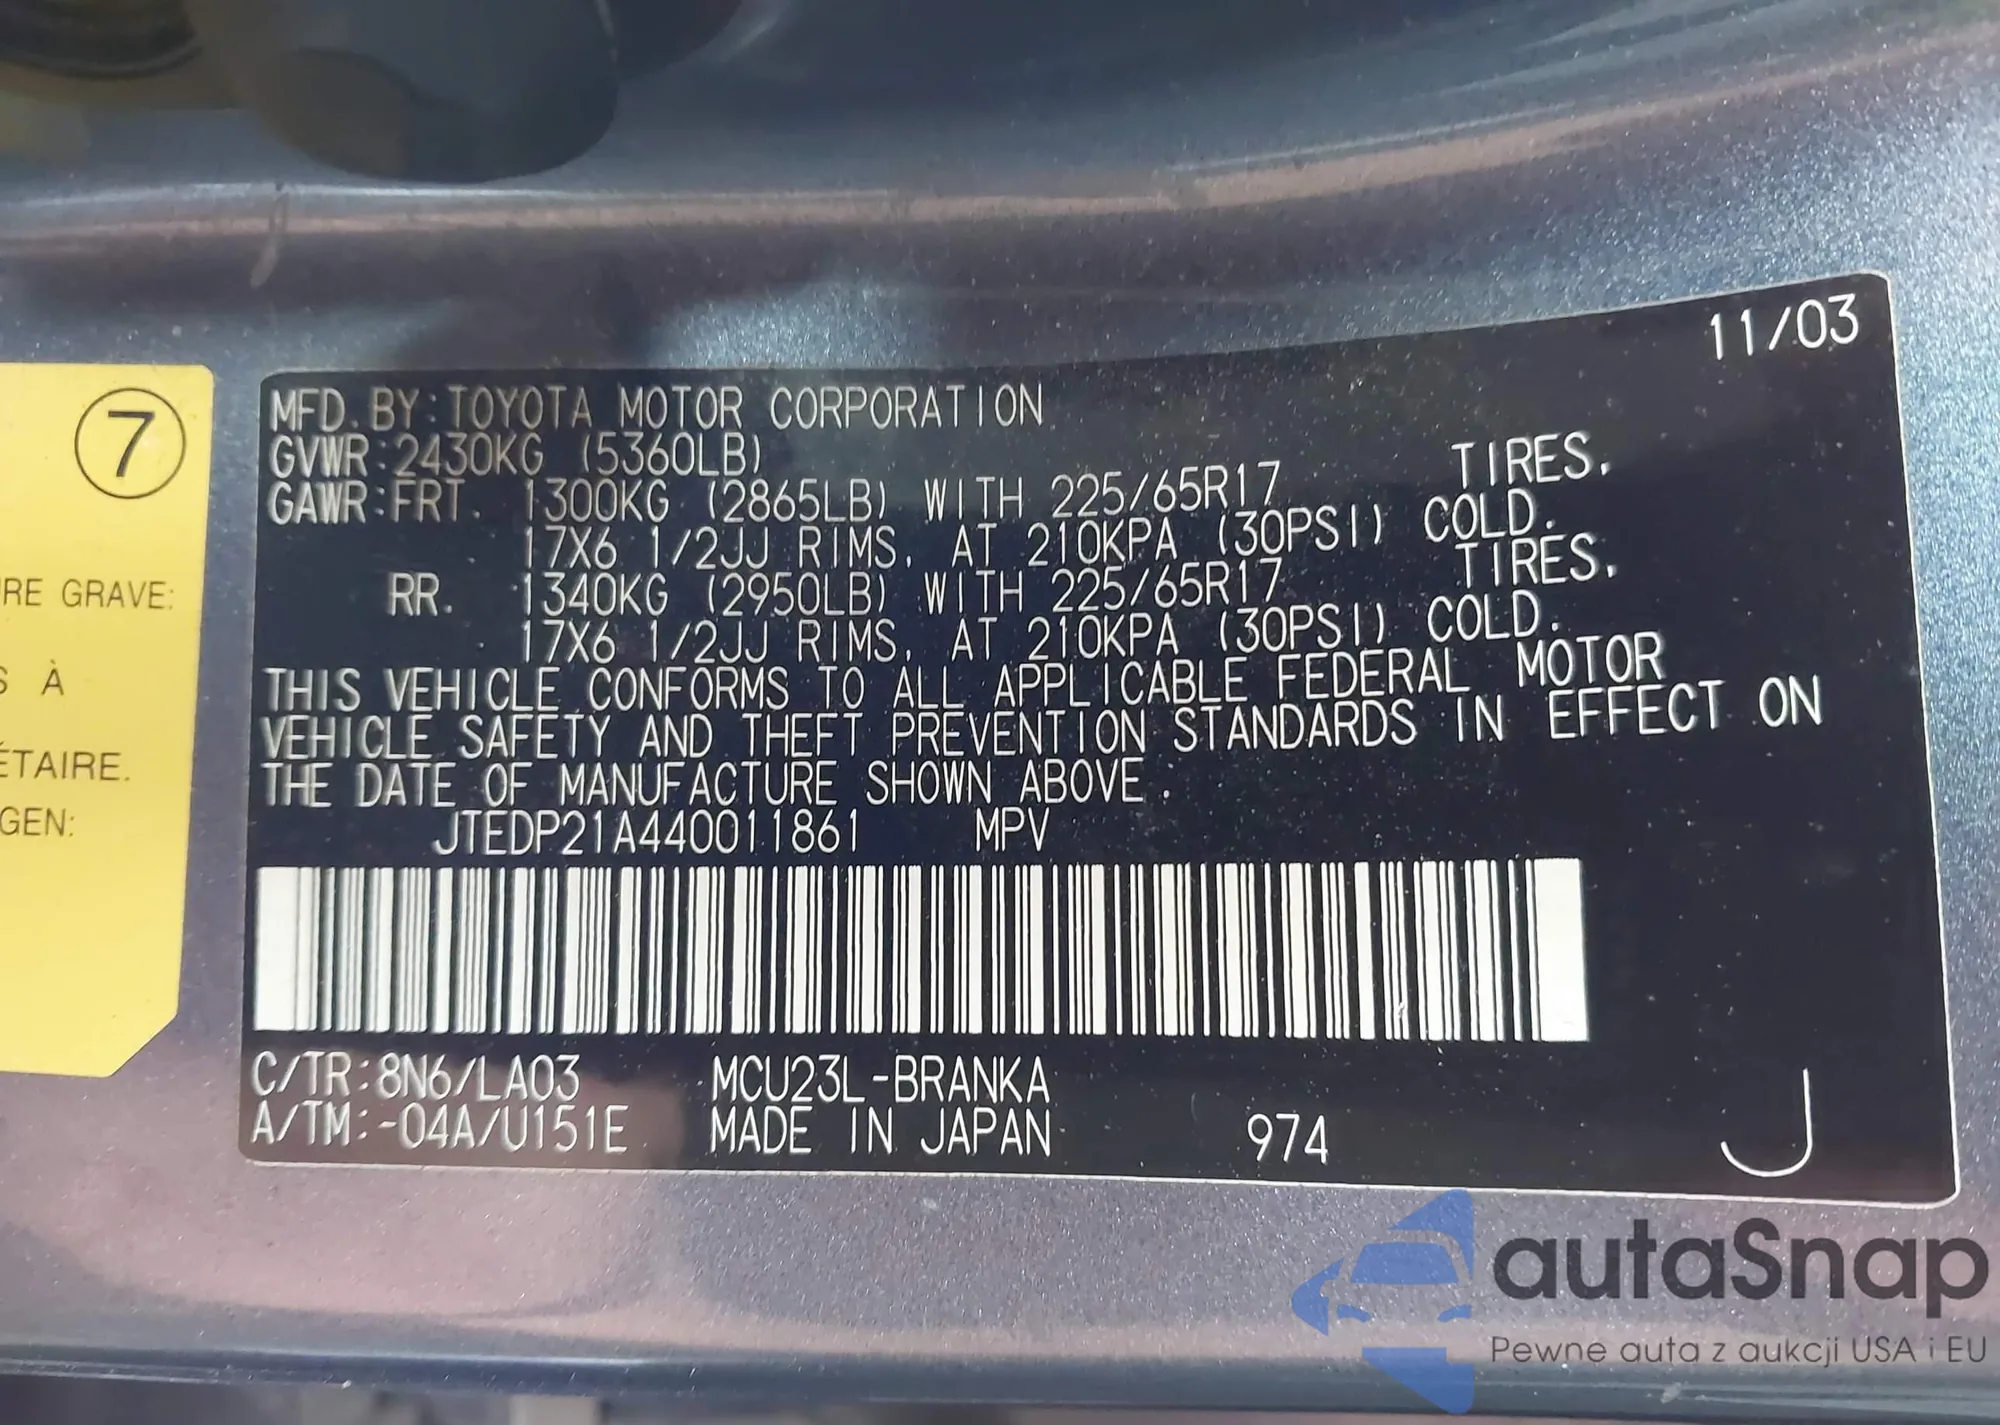 7
RE GRAVE:
S À
ÉTAIRE.
GEN:
11/03
MFD. BY: TOYOTA MOTOR CORPORATION
GVWR: 2430KG (5360LB)
GAWR: FRT. 1300KG (2865LB) WITH 225/65R17 TIRES,
17X6 1/2JJ RIMS, AT 210KPA (30PSI) COLD.
RR. 1340KG (2950LB) WITH 225/65R17 TIRES,
17X6 1/2JJ RIMS, AT 210KPA (30PSI) COLD.
THIS VEHICLE CONFORMS TO ALL APPLICABLE FEDERAL MOTOR
VEHICLE SAFETY AND THEFT PREVENTION STANDARDS IN EFFECT ON
THE DATE OF MANUFACTURE SHOWN ABOVE.
JTEDP21A440011861 MPV
C/TR: 8N6/LA03 MCU23L-BRANKA
A/TM: -04A/U151E MADE IN JAPAN 974
J
autaSnap
Pewne auta z aukcji USA i EU